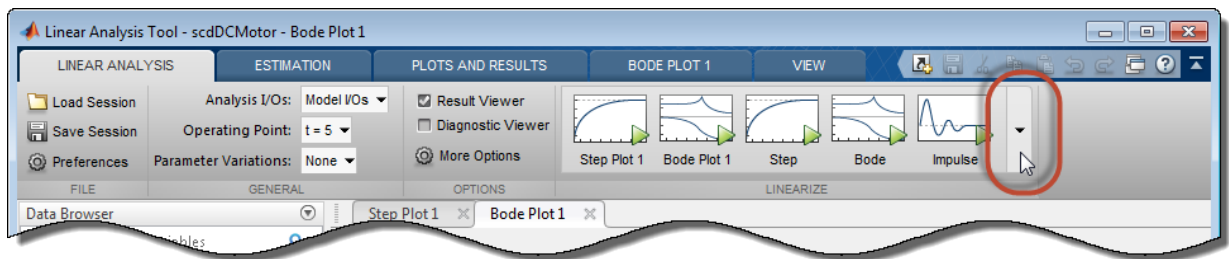 Linear Analysis Tool - scdDCMotor - Bode Plot 1
LINEAR ANALYSIS ESTIMATION PLOTS AND RESULTS BODE PLOT 1 VIEW
Load Session
Save Session
Preferences
FILE
Analysis I/Os: Model I/Os
Operating Point: t = 5
Parameter Variations: None
GENERAL
Result Viewer
Diagnostic Viewer
More Options
OPTIONS
Step Plot 1 Bode Plot 1 Step Bode Impulse
LINEARIZE
Data Browser
Step Plot 1 Bode Plot 1